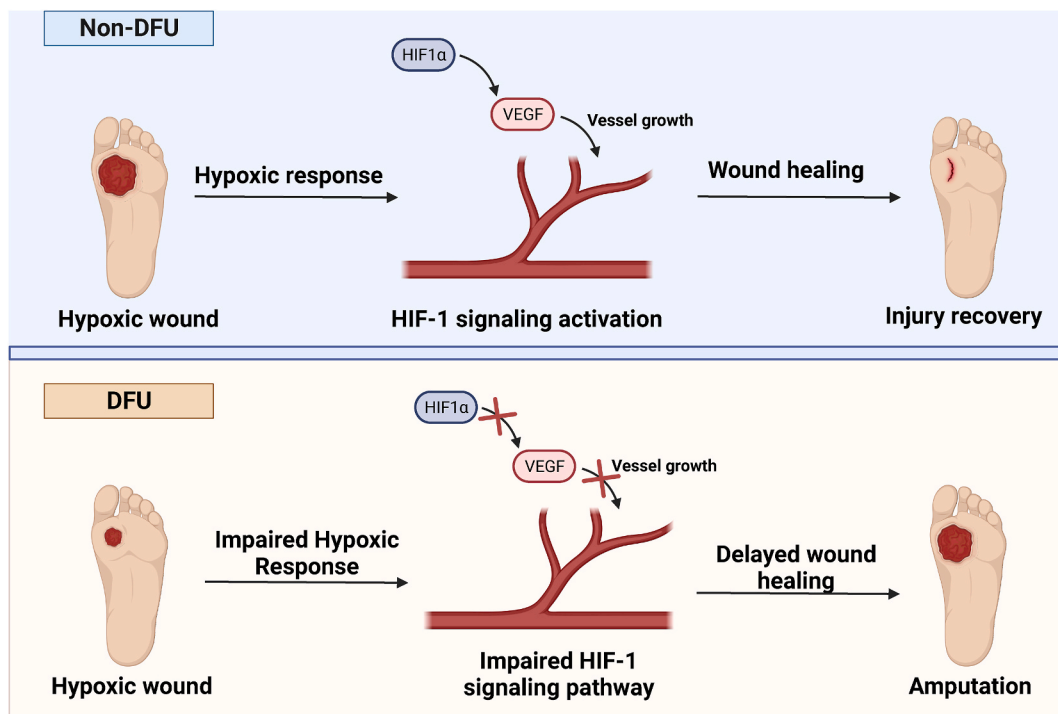 Non-DFU
HIF1α
VEGF
Vessel growth
Hypoxic response
Wound healing
Hypoxic wound
HIF-1 signaling activation
Injury recovery
DFU
HIF1α
VEGF
Vessel growth
Impaired Hypoxic
Response
Delayed wound
healing
Hypoxic wound
Impaired HIF-1
signaling pathway
Amputation